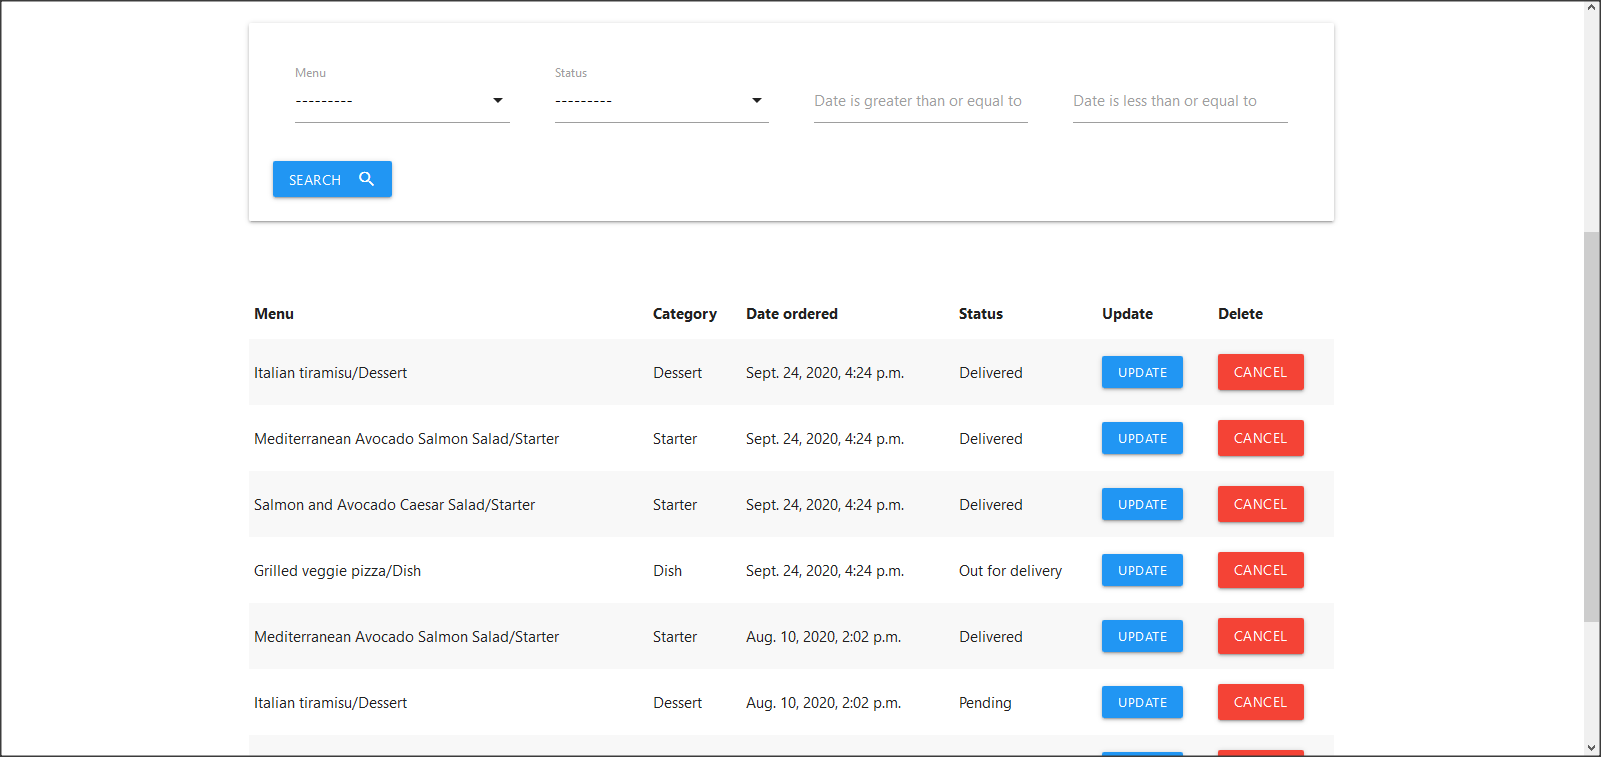 Menu Status
--------- --------- Date is greater than or equal to Date is less than or equal to
SEARCH
Menu Category Date ordered Status Update Delete
Italian tiramisu/Dessert Dessert Sept. 24, 2020, 4:24 p.m. Delivered UPDATE CANCEL
Mediterranean Avocado Salmon Salad/Starter Starter Sept. 24, 2020, 4:24 p.m. Delivered UPDATE CANCEL
Salmon and Avocado Caesar Salad/Starter Starter Sept. 24, 2020, 4:24 p.m. Delivered UPDATE CANCEL
Grilled veggie pizza/Dish Dish Sept. 24, 2020, 4:24 p.m. Out for delivery UPDATE CANCEL
Mediterranean Avocado Salmon Salad/Starter Starter Aug. 10, 2020, 2:02 p.m. Delivered UPDATE CANCEL
Italian tiramisu/Dessert Dessert Aug. 10, 2020, 2:02 p.m. Pending UPDATE CANCEL